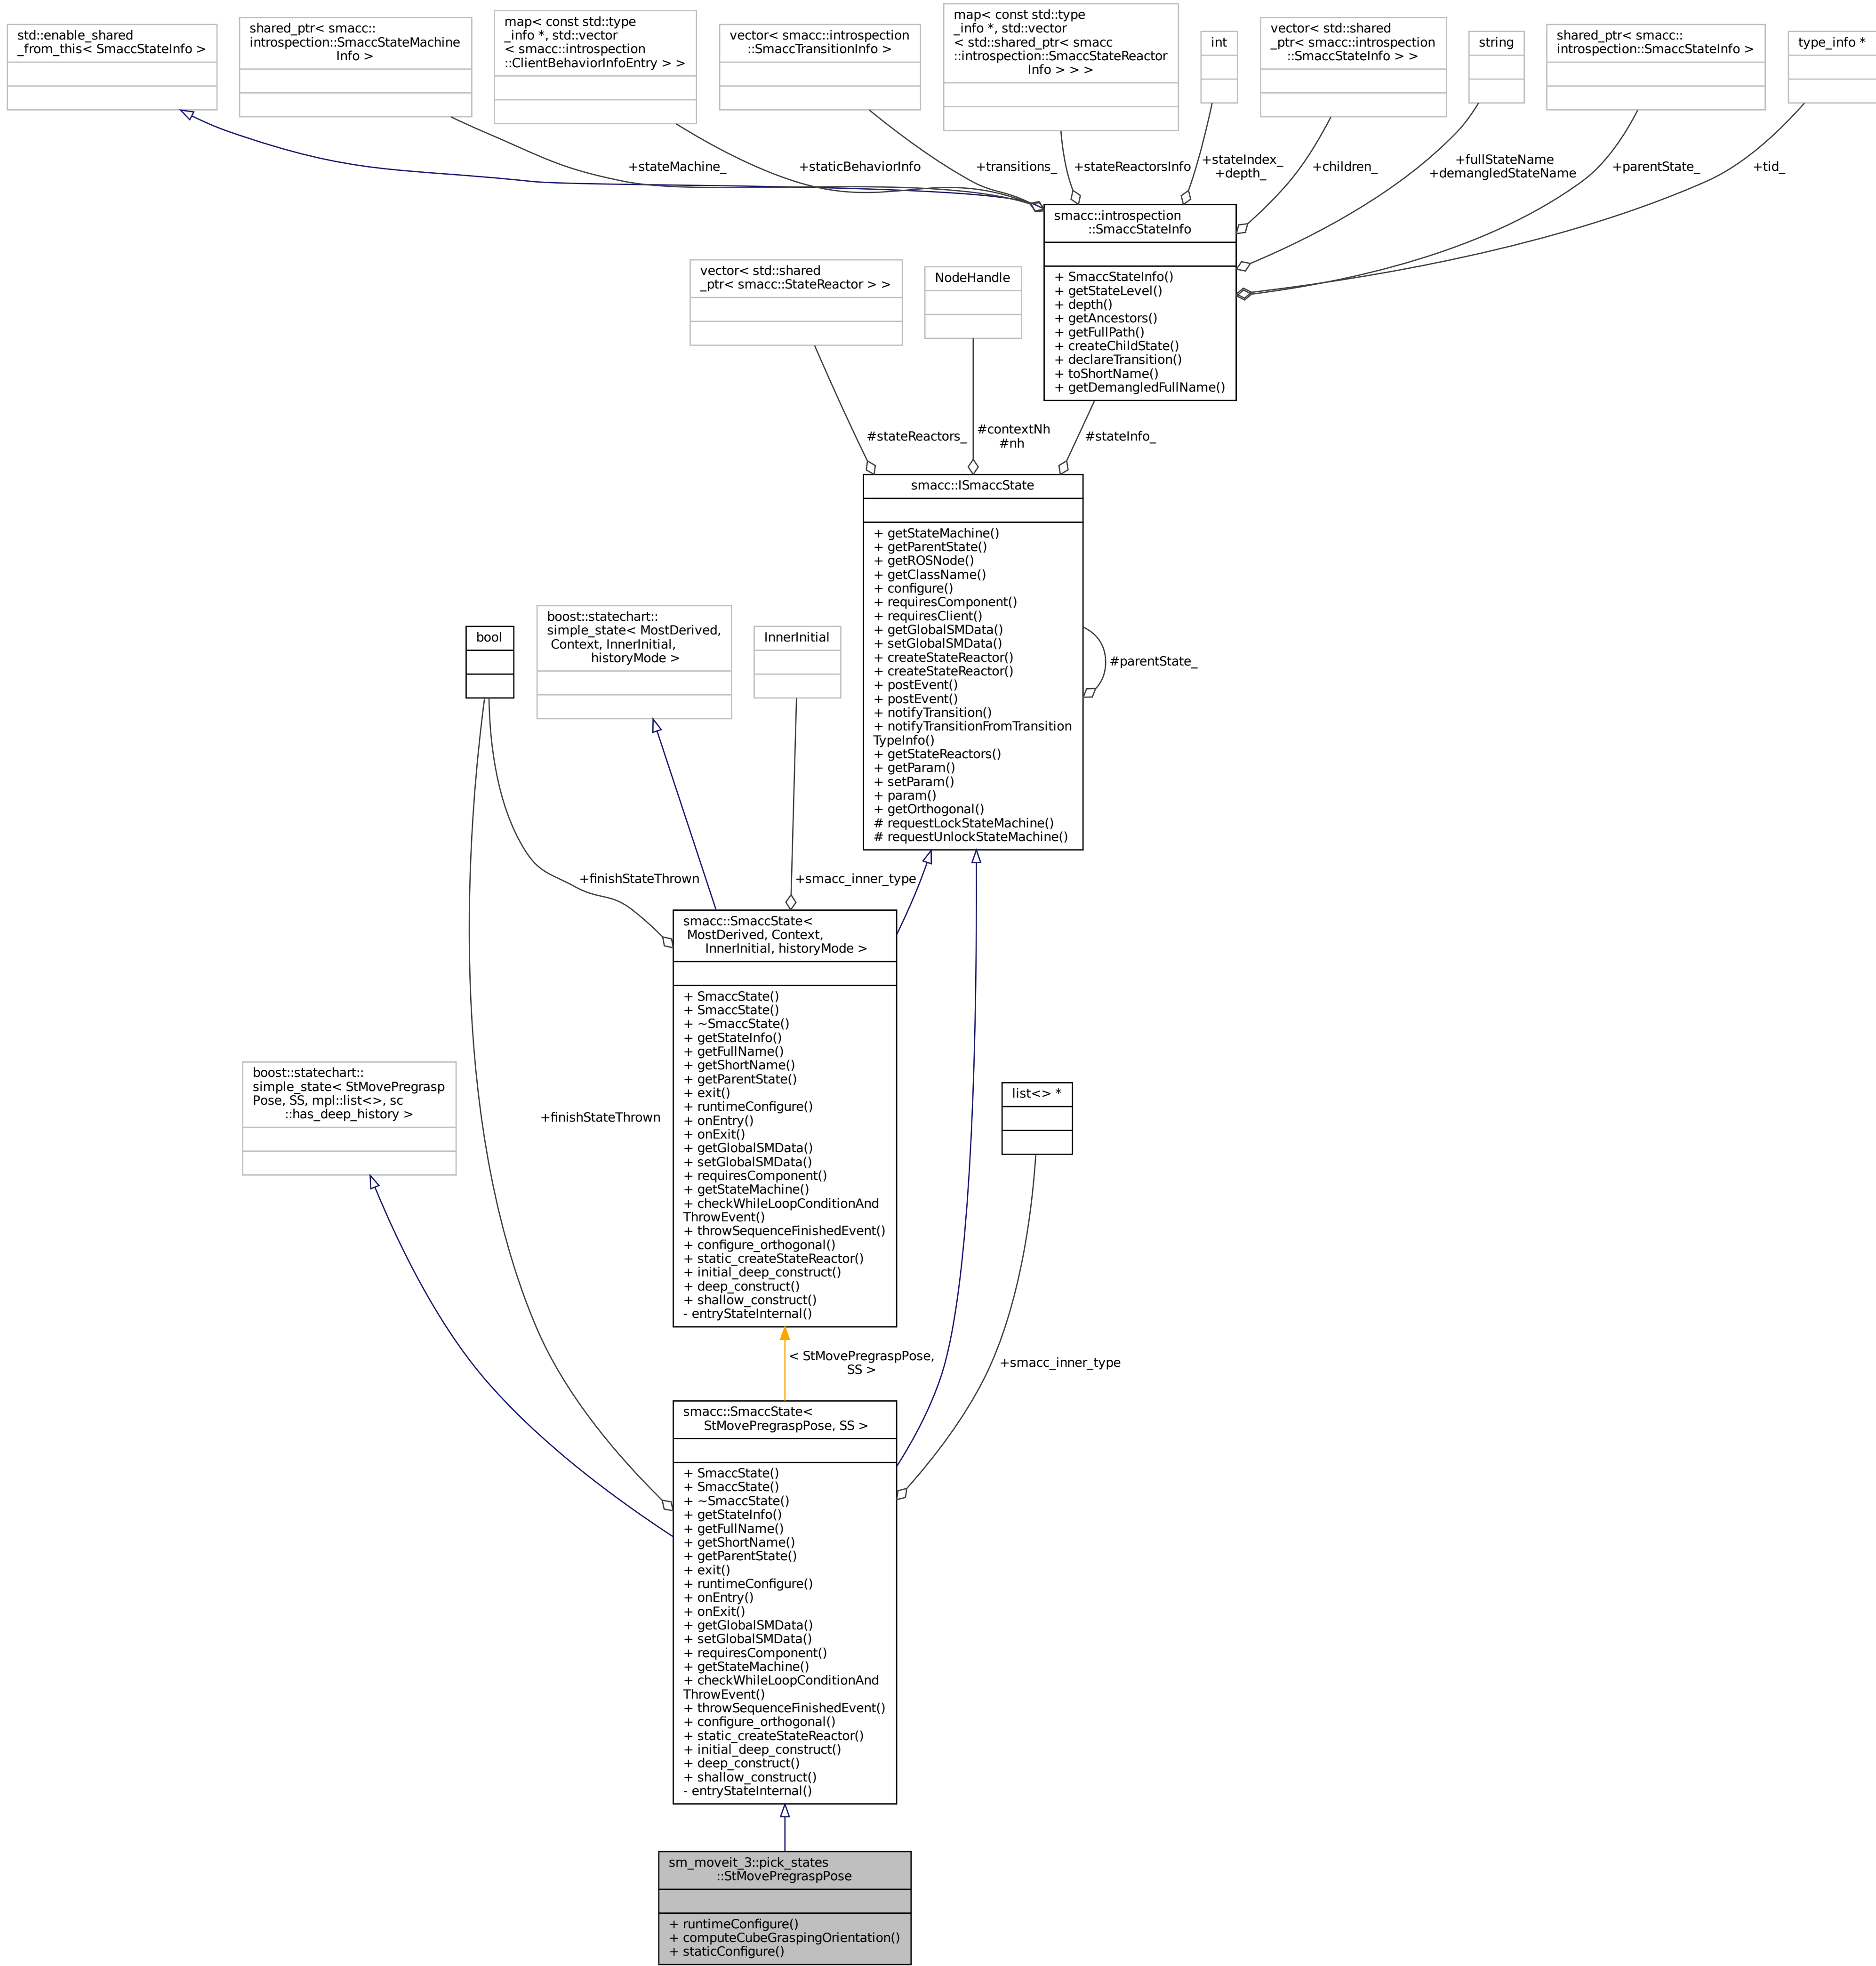 std::enable_shared
_from_this< SmaccStateInfo >
shared_ptr< smacc::
introspection::SmaccStateMachine
Info >
map< const std::type
_info *, std::vector
< smacc::introspection
::ClientBehaviorInfoEntry > >
vector< smacc::introspection
::SmaccTransitionInfo >
map< const std::type
_info *, std::vector
< std::shared_ptr< smacc
::introspection::SmaccStateReactor
Info > > >
int
vector< std::shared
_ptr< smacc::introspection
::SmaccStateInfo > >
string
shared_ptr< smacc::
introspection::SmaccStateInfo >
type_info *
+stateMachine_
+staticBehaviorInfo
+transitions_
+stateReactorsInfo
+stateIndex_
+depth_
+children_
+fullStateName
+demangledStateName
+parentState_
+tid_
smacc::introspection
::SmaccStateInfo
+ SmaccStateInfo()
+ getStateLevel()
+ depth()
+ getAncestors()
+ getFullPath()
+ createChildState()
+ declareTransition()
+ toShortName()
+ getDemangledFullName()
vector< std::shared
_ptr< smacc::StateReactor > >
NodeHandle
#stateReactors_
#contextNh
#nh
#stateInfo_
smacc::ISmaccState
+ getStateMachine()
+ getParentState()
+ getROSNode()
+ getClassName()
+ configure()
+ requiresComponent()
+ requiresClient()
+ getGlobalSMData()
+ setGlobalSMData()
+ createStateReactor()
+ createStateReactor()
+ postEvent()
+ postEvent()
+ notifyTransition()
+ notifyTransitionFromTransition
TypeInfo()
+ getStateReactors()
+ getParam()
+ setParam()
+ param()
+ getOrthogonal()
# requestLockStateMachine()
# requestUnlockStateMachine()
#parentState_
bool
boost::statechart::
simple_state< MostDerived,
Context, InnerInitial,
historyMode >
InnerInitial
+finishStateThrown
+smacc_inner_type
smacc::SmaccState<
MostDerived, Context,
InnerInitial, historyMode >
+ SmaccState()
+ SmaccState()
+ ~SmaccState()
+ getStateInfo()
+ getFullName()
+ getShortName()
+ getParentState()
+ exit()
+ runtimeConfigure()
+ onEntry()
+ onExit()
+ getGlobalSMData()
+ setGlobalSMData()
+ requiresComponent()
+ getStateMachine()
+ checkWhileLoopConditionAnd
ThrowEvent()
+ throwSequenceFinishedEvent()
+ configure_orthogonal()
+ static_createStateReactor()
+ initial_deep_construct()
+ deep_construct()
+ shallow_construct()
- entryStateInternal()
boost::statechart::
simple_state< StMovePregrasp
Pose, SS, mpl::list<>, sc
::has_deep_history >
+finishStateThrown
list<> *
< StMovePregraspPose,
SS >
+smacc_inner_type
smacc::SmaccState<
StMovePregraspPose, SS >
+ SmaccState()
+ SmaccState()
+ ~SmaccState()
+ getStateInfo()
+ getFullName()
+ getShortName()
+ getParentState()
+ exit()
+ runtimeConfigure()
+ onEntry()
+ onExit()
+ getGlobalSMData()
+ setGlobalSMData()
+ requiresComponent()
+ getStateMachine()
+ checkWhileLoopConditionAnd
ThrowEvent()
+ throwSequenceFinishedEvent()
+ configure_orthogonal()
+ static_createStateReactor()
+ initial_deep_construct()
+ deep_construct()
+ shallow_construct()
- entryStateInternal()
sm_moveit_3::pick_states
::StMovePregraspPose
+ runtimeConfigure()
+ computeCubeGraspingOrientation()
+ staticConfigure()